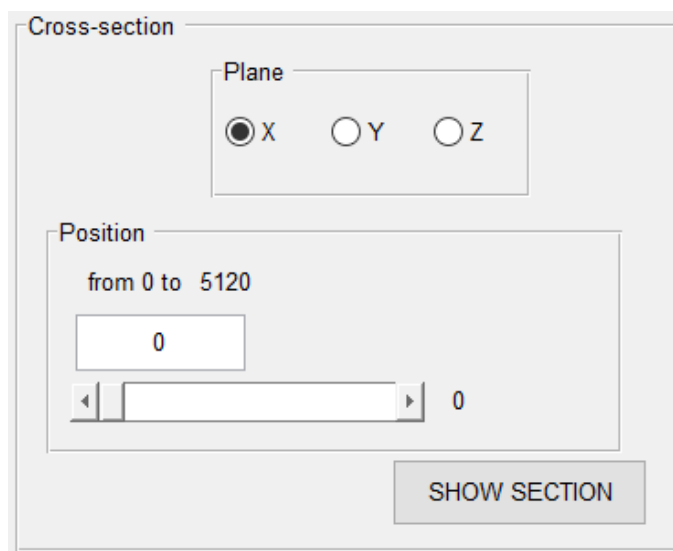 Cross-section
Plane
X Y Z
Position
from 0 to 5120
0
0
SHOW SECTION